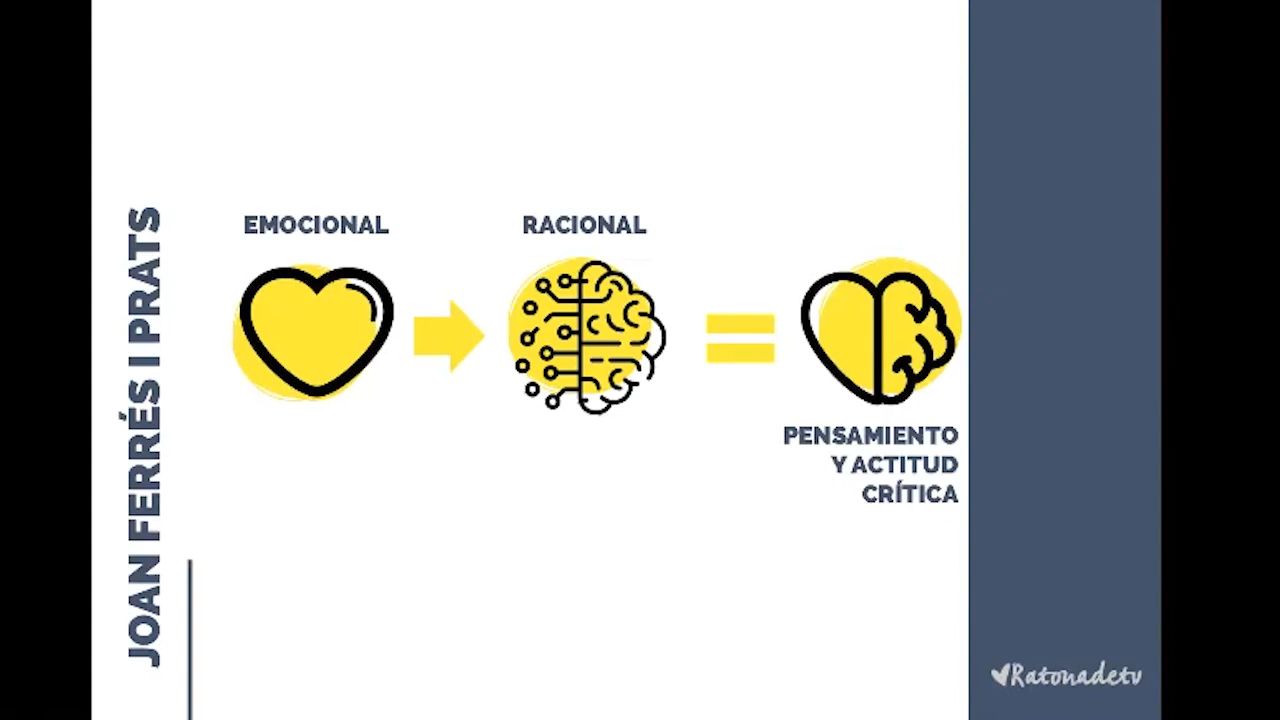 JOAN FERRÉS I PRATS
EMOCIONAL
RACIONAL
PENSAMIENTO
Y ACTITUD
CRÍTICA
Ratonadetv